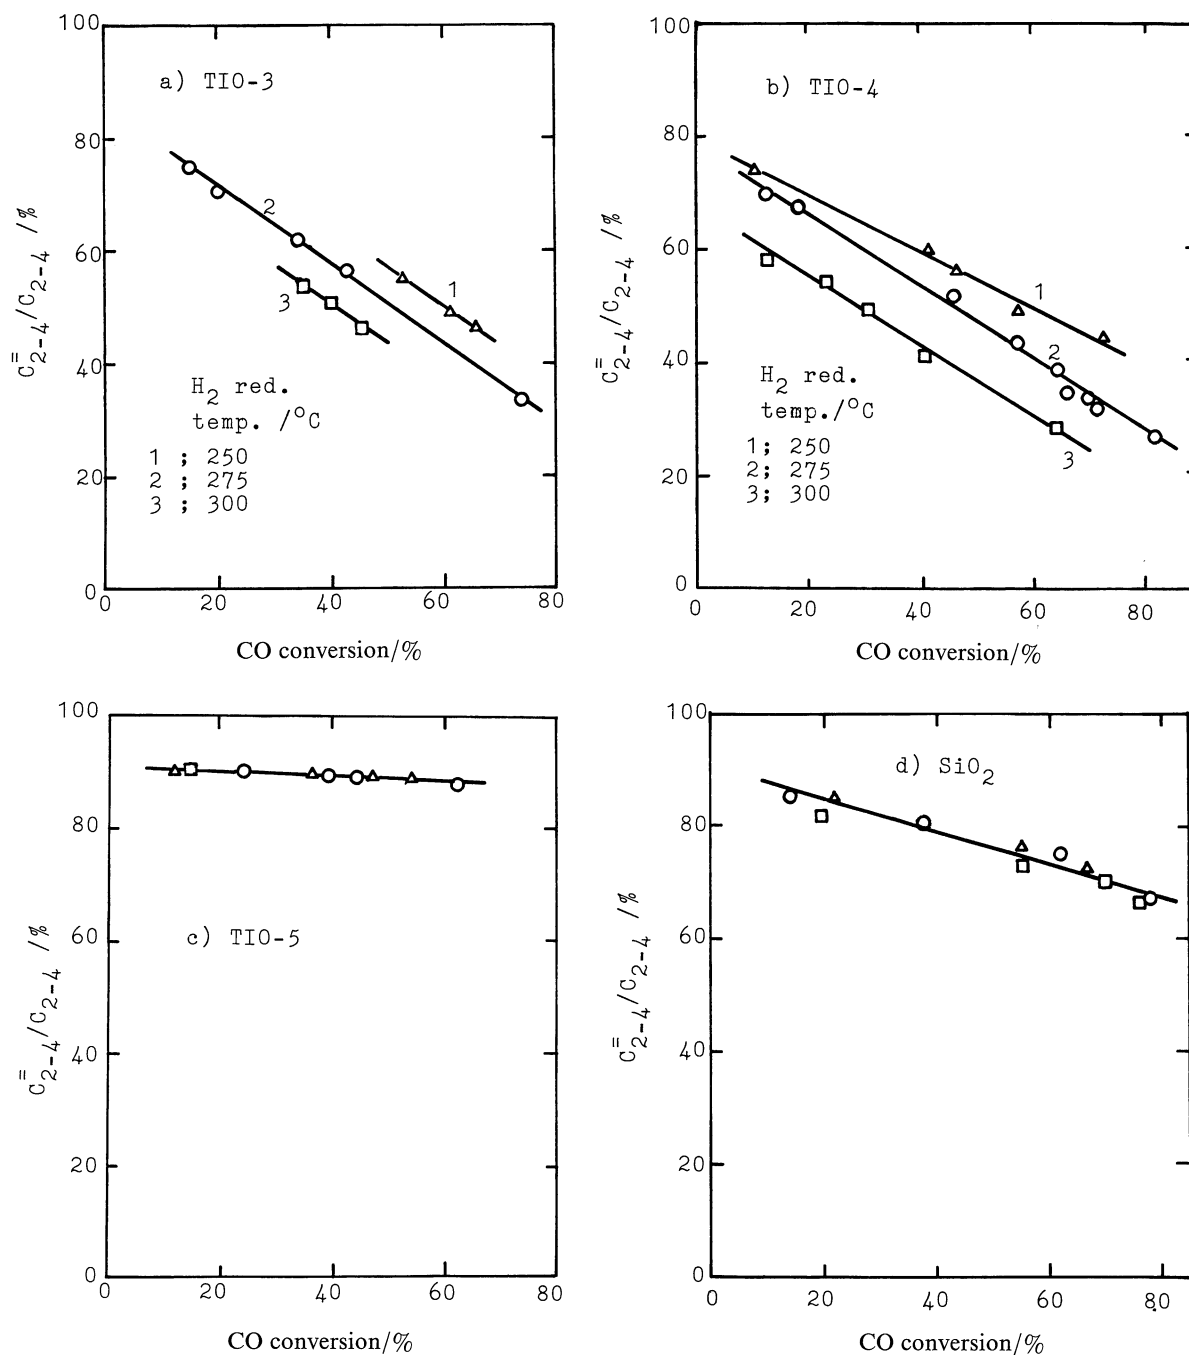 100
80
60
40
20
0
C⁼₂₋₄/C₂₋₄ /%
a) TIO-3
1
2
3
H₂ red.
temp. /°C
1 ; 250
2 ; 275
3 ; 300
0 20 40 60 80
CO conversion/%
100
80
60
40
20
0
C⁼₂₋₄/C₂₋₄ /%
b) TIO-4
1
2
3
H₂ red.
temp. /°C
1; 250
2; 275
3; 300
0 20 40 60 80
CO conversion/%
100
80
60
40
20
0
C⁼₂₋₄/C₂₋₄ /%
c) TIO-5
0 20 40 60 80
CO conversion/%
100
80
60
40
20
0
C⁼₂₋₄/C₂₋₄ /%
d) SiO₂
0 20 40 60 80
CO conversion/%